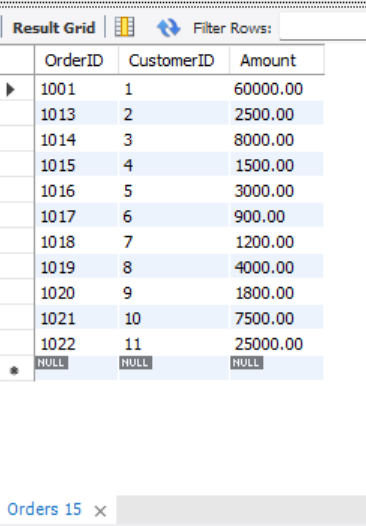 Result Grid Filter Rows:
OrderID CustomerID Amount
1001 1 60000.00
1013 2 2500.00
1014 3 8000.00
1015 4 1500.00
1016 5 3000.00
1017 6 900.00
1018 7 1200.00
1019 8 4000.00
1020 9 1800.00
1021 10 7500.00
1022 11 25000.00
NULL NULL NULL
Orders 15